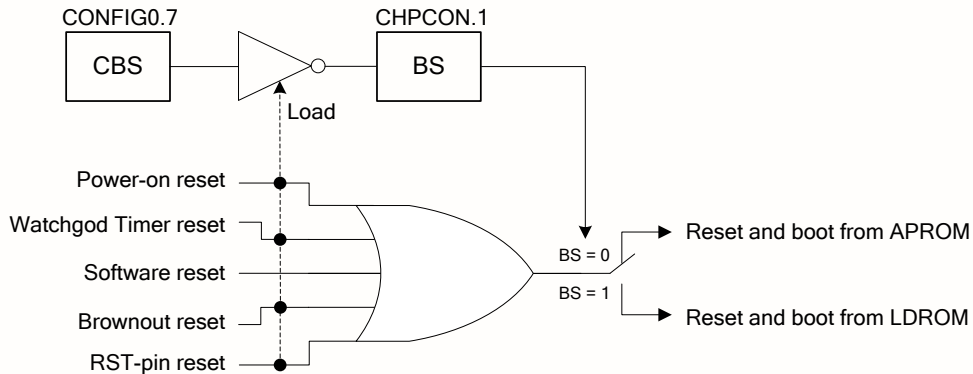 CONFIG0.7
CHPCON.1
CBS
BS
Load
Power-on reset
Watchgod Timer reset
Software reset
Brownout reset
RST-pin reset
BS = 0
BS = 1
Reset and boot from APROM
Reset and boot from LDROM